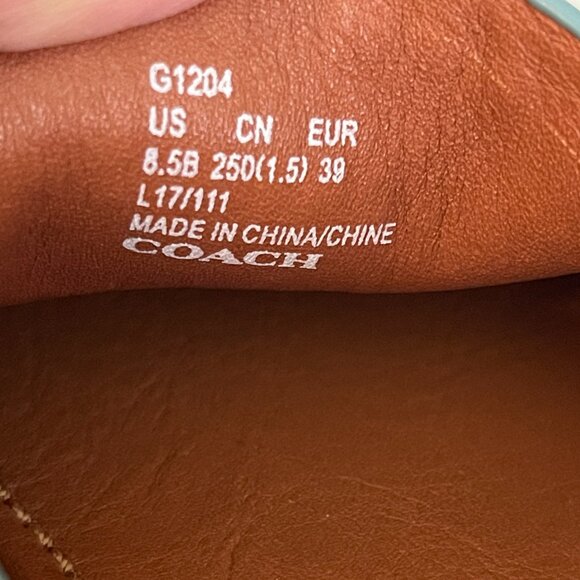 G1204
US CN EUR
8.5B 250(1.5) 39
L17/111
MADE IN CHINA/CHINE
COACH